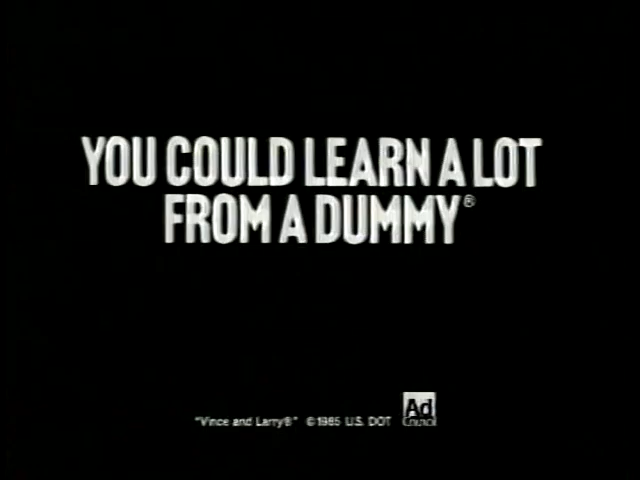 YOU COULD LEARN A LOT
FROM A DUMMY®
"Vince and Larry®" ©1985 U.S. DOT
Ad
Council